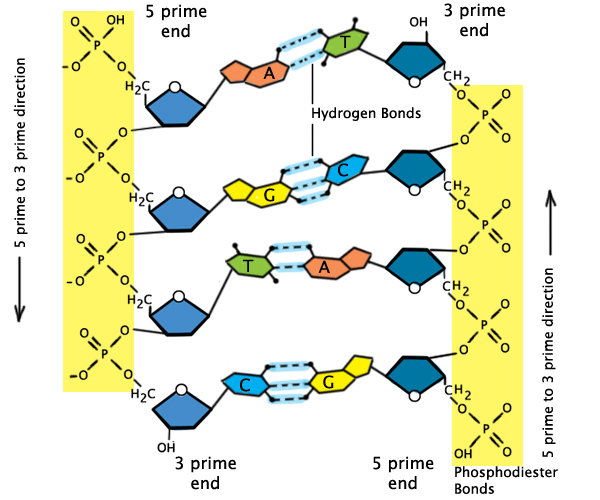 5 prime
end
3 prime
end
O
OH
P
-O
O
H₂C
A
T
OH
CH₂
O
O
P
O
O
Hydrogen Bonds
5 prime to 3 prime direction
O
O
P
-O
O
H₂C
G
C
CH₂
O
O
P
O
O
O
O
P
-O
O
H₂C
T
A
CH₂
O
O
P
O
O
O
O
P
-O
O
H₂C
C
G
CH₂
O
O
P
OH
O
5 prime to 3 prime direction
OH
3 prime
end
5 prime
end
Phosphodiester
Bonds